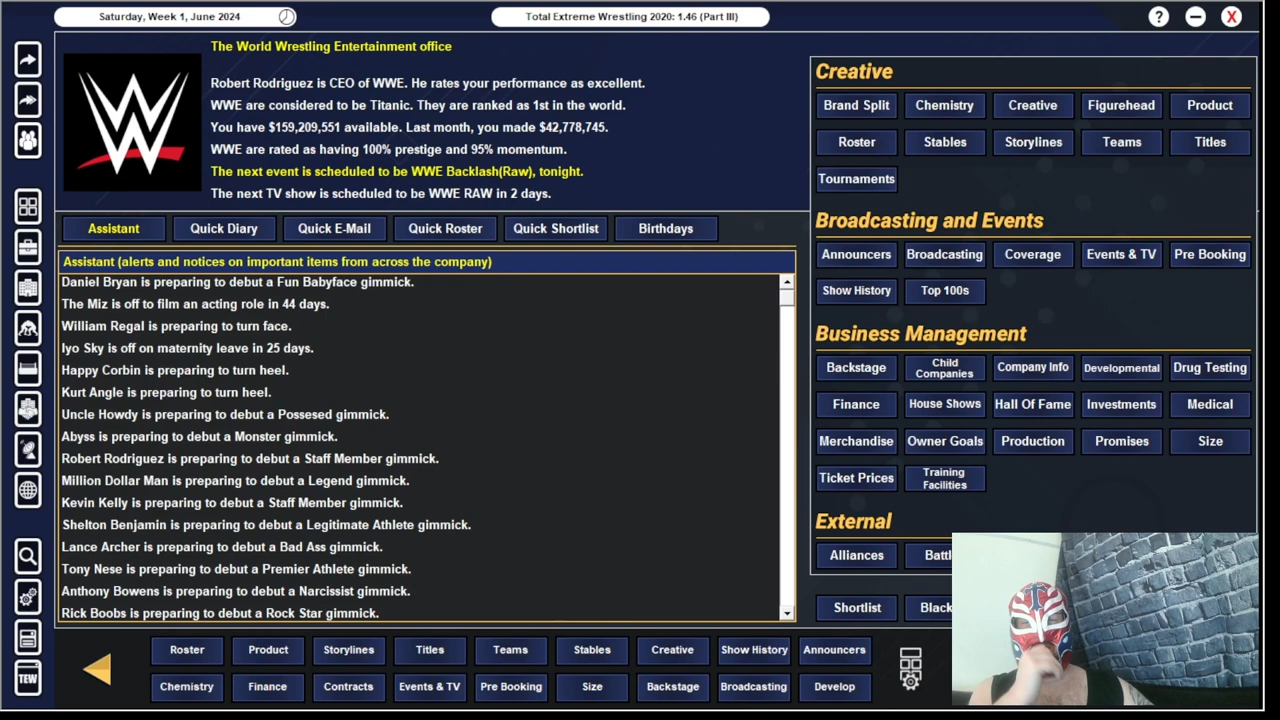 Saturday, Week 1, June 2024
Total Extreme Wrestling 2020: 1.46 (Part III)
?
X
The World Wrestling Entertainment office
Robert Rodriguez is CEO of WWE. He rates your performance as excellent.
WWE are considered to be Titanic. They are ranked as 1st in the world.
You have $159,209,551 available. Last month, you made $42,778,745.
WWE are rated as having 100% prestige and 95% momentum.
The next event is scheduled to be WWE Backlash(Raw), tonight.
The next TV show is scheduled to be WWE RAW in 2 days.
Assistant Quick Diary Quick E-Mail Quick Roster Quick Shortlist Birthdays
Assistant (alerts and notices on important items from across the company)
Daniel Bryan is preparing to debut a Fun Babyface gimmick.
The Miz is off to film an acting role in 44 days.
William Regal is preparing to turn face.
Iyo Sky is off on maternity leave in 25 days.
Happy Corbin is preparing to turn heel.
Kurt Angle is preparing to turn heel.
Uncle Howdy is preparing to debut a Possesed gimmick.
Abyss is preparing to debut a Monster gimmick.
Robert Rodriguez is preparing to debut a Staff Member gimmick.
Million Dollar Man is preparing to debut a Legend gimmick.
Kevin Kelly is preparing to debut a Staff Member gimmick.
Shelton Benjamin is preparing to debut a Legitimate Athlete gimmick.
Lance Archer is preparing to debut a Bad Ass gimmick.
Tony Nese is preparing to debut a Premier Athlete gimmick.
Anthony Bowens is preparing to debut a Narcissist gimmick.
Rick Boobs is preparing to debut a Rock Star gimmick.
Creative
Brand Split Chemistry Creative Figurehead Product
Roster Stables Storylines Teams Titles
Tournaments
Broadcasting and Events
Announcers Broadcasting Coverage Events & TV Pre Booking
Show History Top 100s
Business Management
Backstage Child Companies Company Info Developmental Drug Testing
Finance House Shows Hall Of Fame Investments Medical
Merchandise Owner Goals Production Promises Size
Ticket Prices Training Facilities
External
Alliances Battl
Shortlist Black
Roster Product Storylines Titles Teams Stables Creative Show History Announcers
Chemistry Finance Contracts Events & TV Pre Booking Size Backstage Broadcasting Develop
TEW